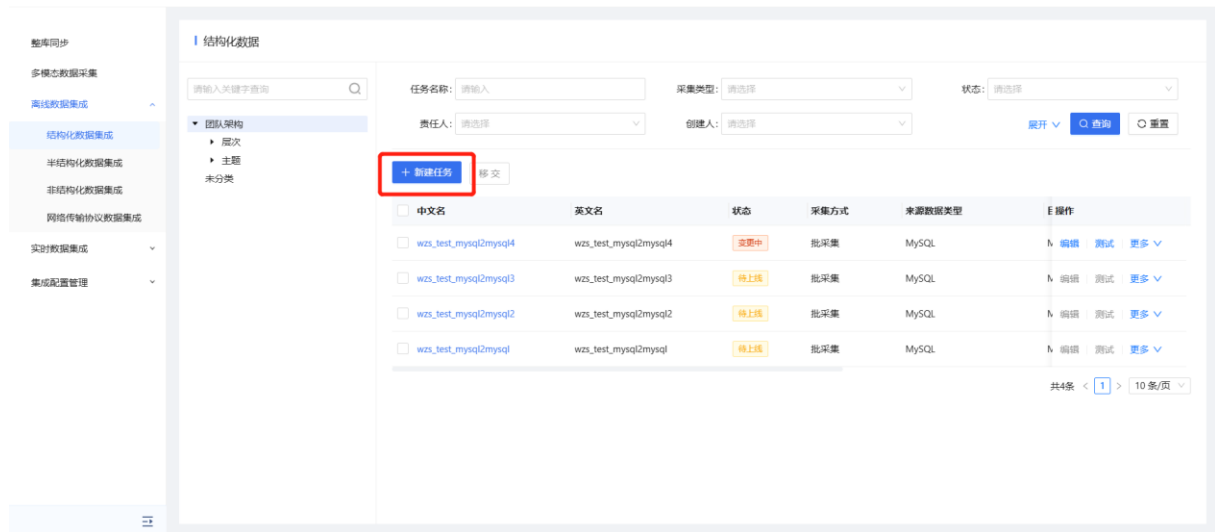 整库同步
多模态数据采集
离线数据集成
结构化数据集成
半结构化数据集成
非结构化数据集成
网络传输协议数据集成
实时数据集成
集成配置管理
结构化数据
请输入关键字查询
团队架构
层次
主题
未分类
任务名称: 请输入 采集类型: 请选择 状态: 请选择
责任人: 请选择 创建人: 请选择 展开 查询 重置
+ 新建任务 移交
中文名 英文名 状态 采集方式 来源数据类型 操作
wzs_test_mysql2mysql4 wzs_test_mysql2mysql4 变更中 批采集 MySQL 编辑 测试 更多
wzs_test_mysql2mysql3 wzs_test_mysql2mysql3 待上线 批采集 MySQL 编辑 测试 更多
wzs_test_mysql2mysql2 wzs_test_mysql2mysql2 待上线 批采集 MySQL 编辑 测试 更多
wzs_test_mysql2mysql wzs_test_mysql2mysql 待上线 批采集 MySQL 编辑 测试 更多
共4条 < 1 > 10 条/页